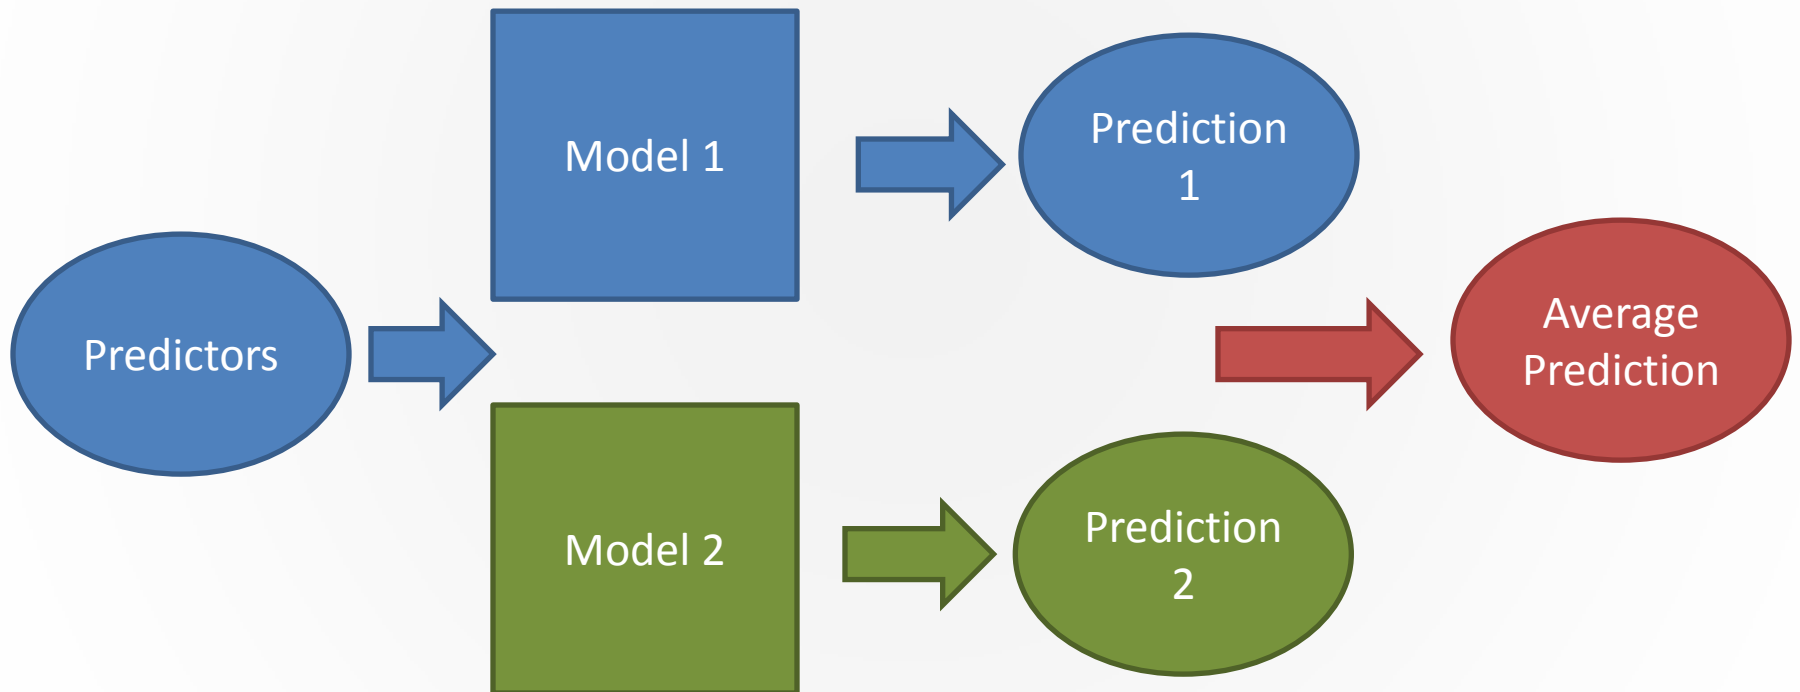 Predictors
Model 1
Prediction
1
Model 2
Prediction
2
Average
Prediction